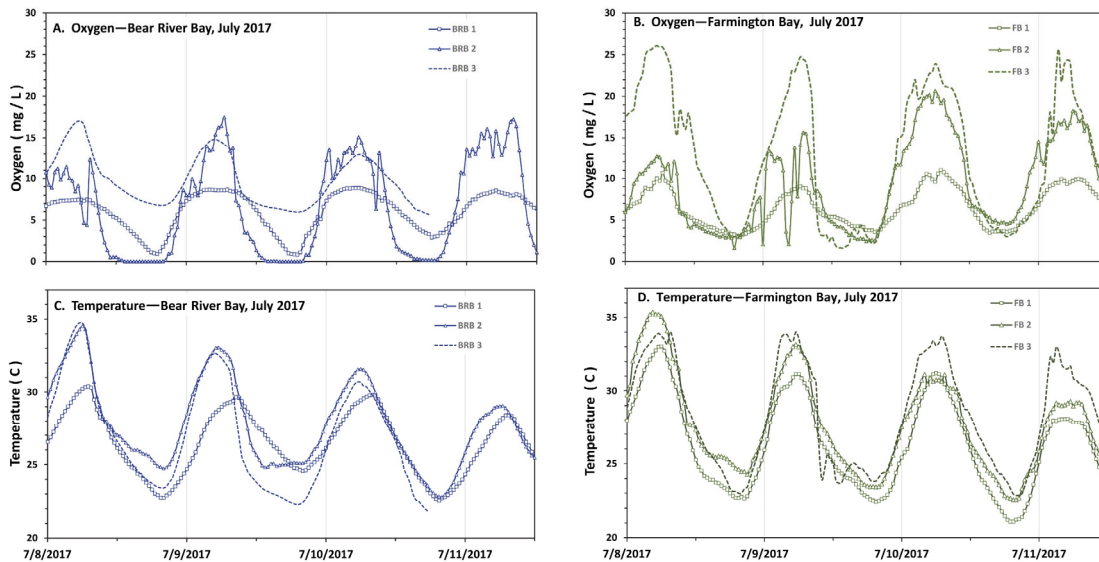 A. Oxygen—Bear River Bay, July 2017
BRB 1
BRB 2
BRB 3
Oxygen ( mg / L )
30
25
20
15
10
5
0
B. Oxygen—Farmington Bay, July 2017
FB 1
FB 2
FB 3
Oxygen ( mg / L )
30
25
20
15
10
5
0
C. Temperature—Bear River Bay, July 2017
BRB 1
BRB 2
BRB 3
Temperature ( C )
35
30
25
20
7/8/2017 7/9/2017 7/10/2017 7/11/2017
D. Temperature—Farmington Bay, July 2017
FB 1
FB 2
FB 3
Temperature ( C )
35
30
25
20
7/8/2017 7/9/2017 7/10/2017 7/11/2017